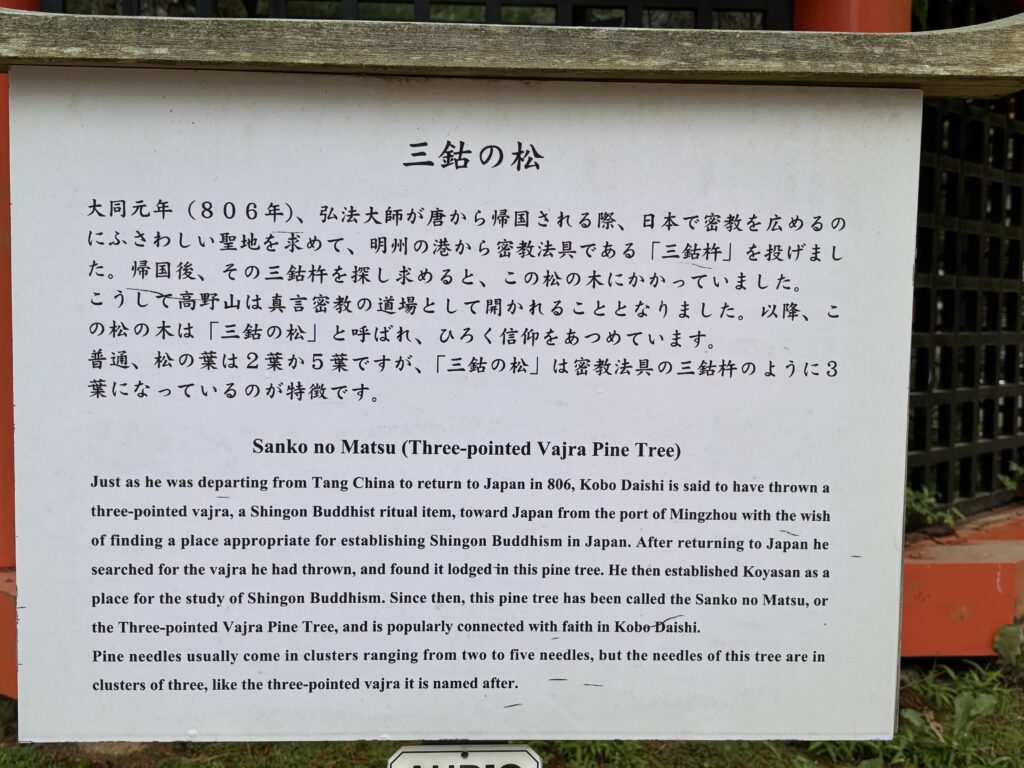 三鈷の松
大同元年（８０６年）、弘法大師が唐から帰国される際、日本で密教を広めるの
にふさわしい聖地を求めて、明州の港から密教法具である「三鈷杵」を投げまし
た。帰国後、その三鈷杵を探し求めると、この松の木にかかっていました。
こうして高野山は真言密教の道場として開かれることとなりました。以降、こ
の松の木は「三鈷の松」と呼ばれ、ひろく信仰をあつめています。
普通、松の葉は２葉か５葉ですが、「三鈷の松」は密教法具の三鈷杵のように３
葉になっているのが特徴です。
Sanko no Matsu (Three-pointed Vajra Pine Tree)
Just as he was departing from Tang China to return to Japan in 806, Kobo Daishi is said to have thrown a
three-pointed vajra, a Shingon Buddhist ritual item, toward Japan from the port of Mingzhou with the wish
of finding a place appropriate for establishing Shingon Buddhism in Japan. After returning to Japan he
searched for the vajra he had thrown, and found it lodged in this pine tree. He then established Koyasan as a
place for the study of Shingon Buddhism. Since then, this pine tree has been called the Sanko no Matsu, or
the Three-pointed Vajra Pine Tree, and is popularly connected with faith in Kobo Daishi.
Pine needles usually come in clusters ranging from two to five needles, but the needles of this tree are in
clusters of three, like the three-pointed vajra it is named after.
AUDIO